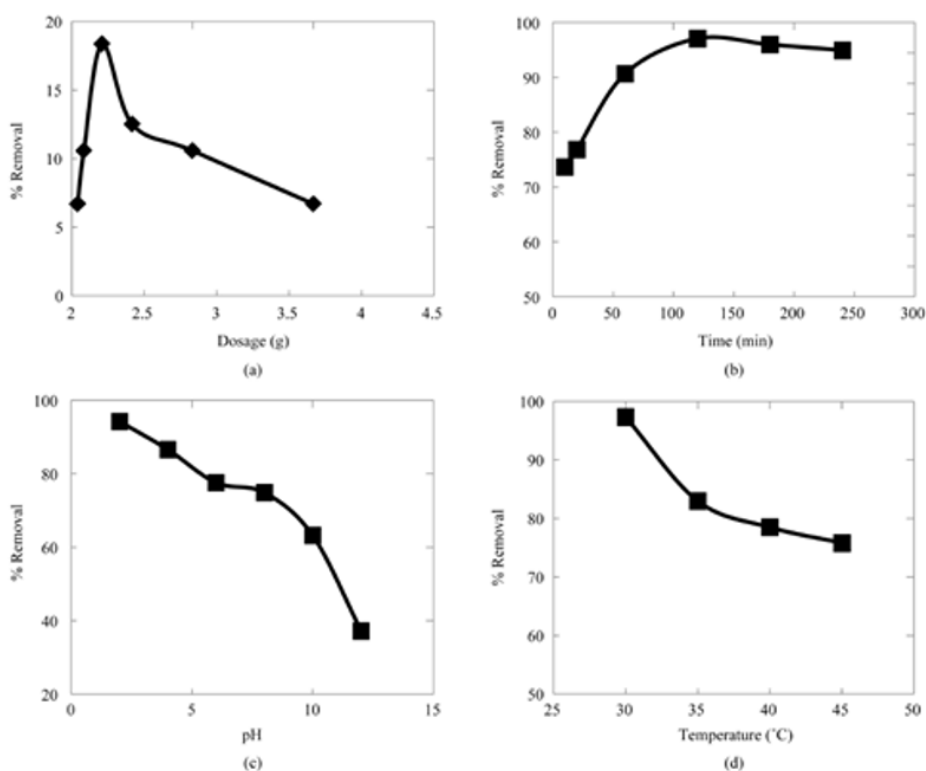 20
15
10
5
0
2 2.5 3 3.5 4 4.5
% Removal
Dosage (g)
(a)
100
90
80
70
60
50
0 50 100 150 200 250 300
% Removal
Time (min)
(b)
100
80
60
40
20
0 5 10 15
% Removal
pH
(c)
100
90
80
70
60
50
25 30 35 40 45 50
% Removal
Temperature (˚C)
(d)